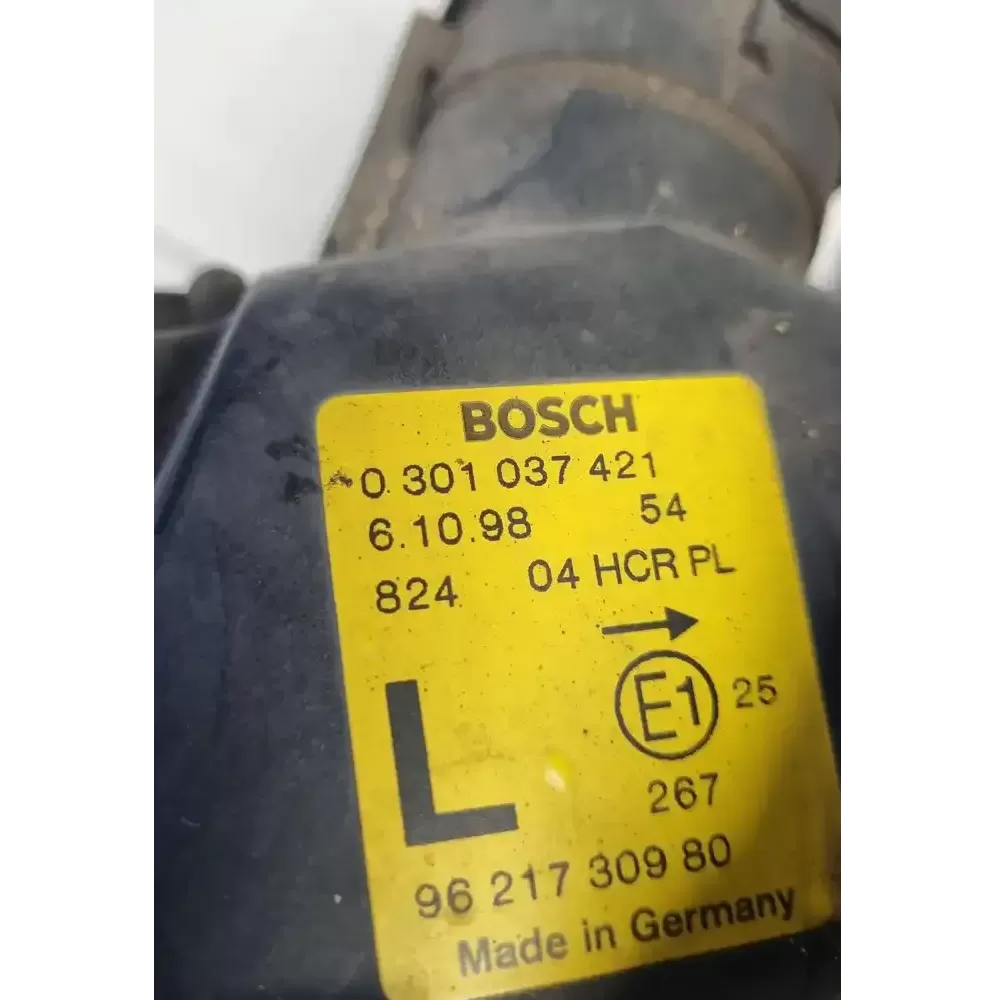 BOSCH
0 301 037 421
6.10.98 54
824 04 HCR PL
→
E1 25
L
267
96 217 309 80
Made in Germany